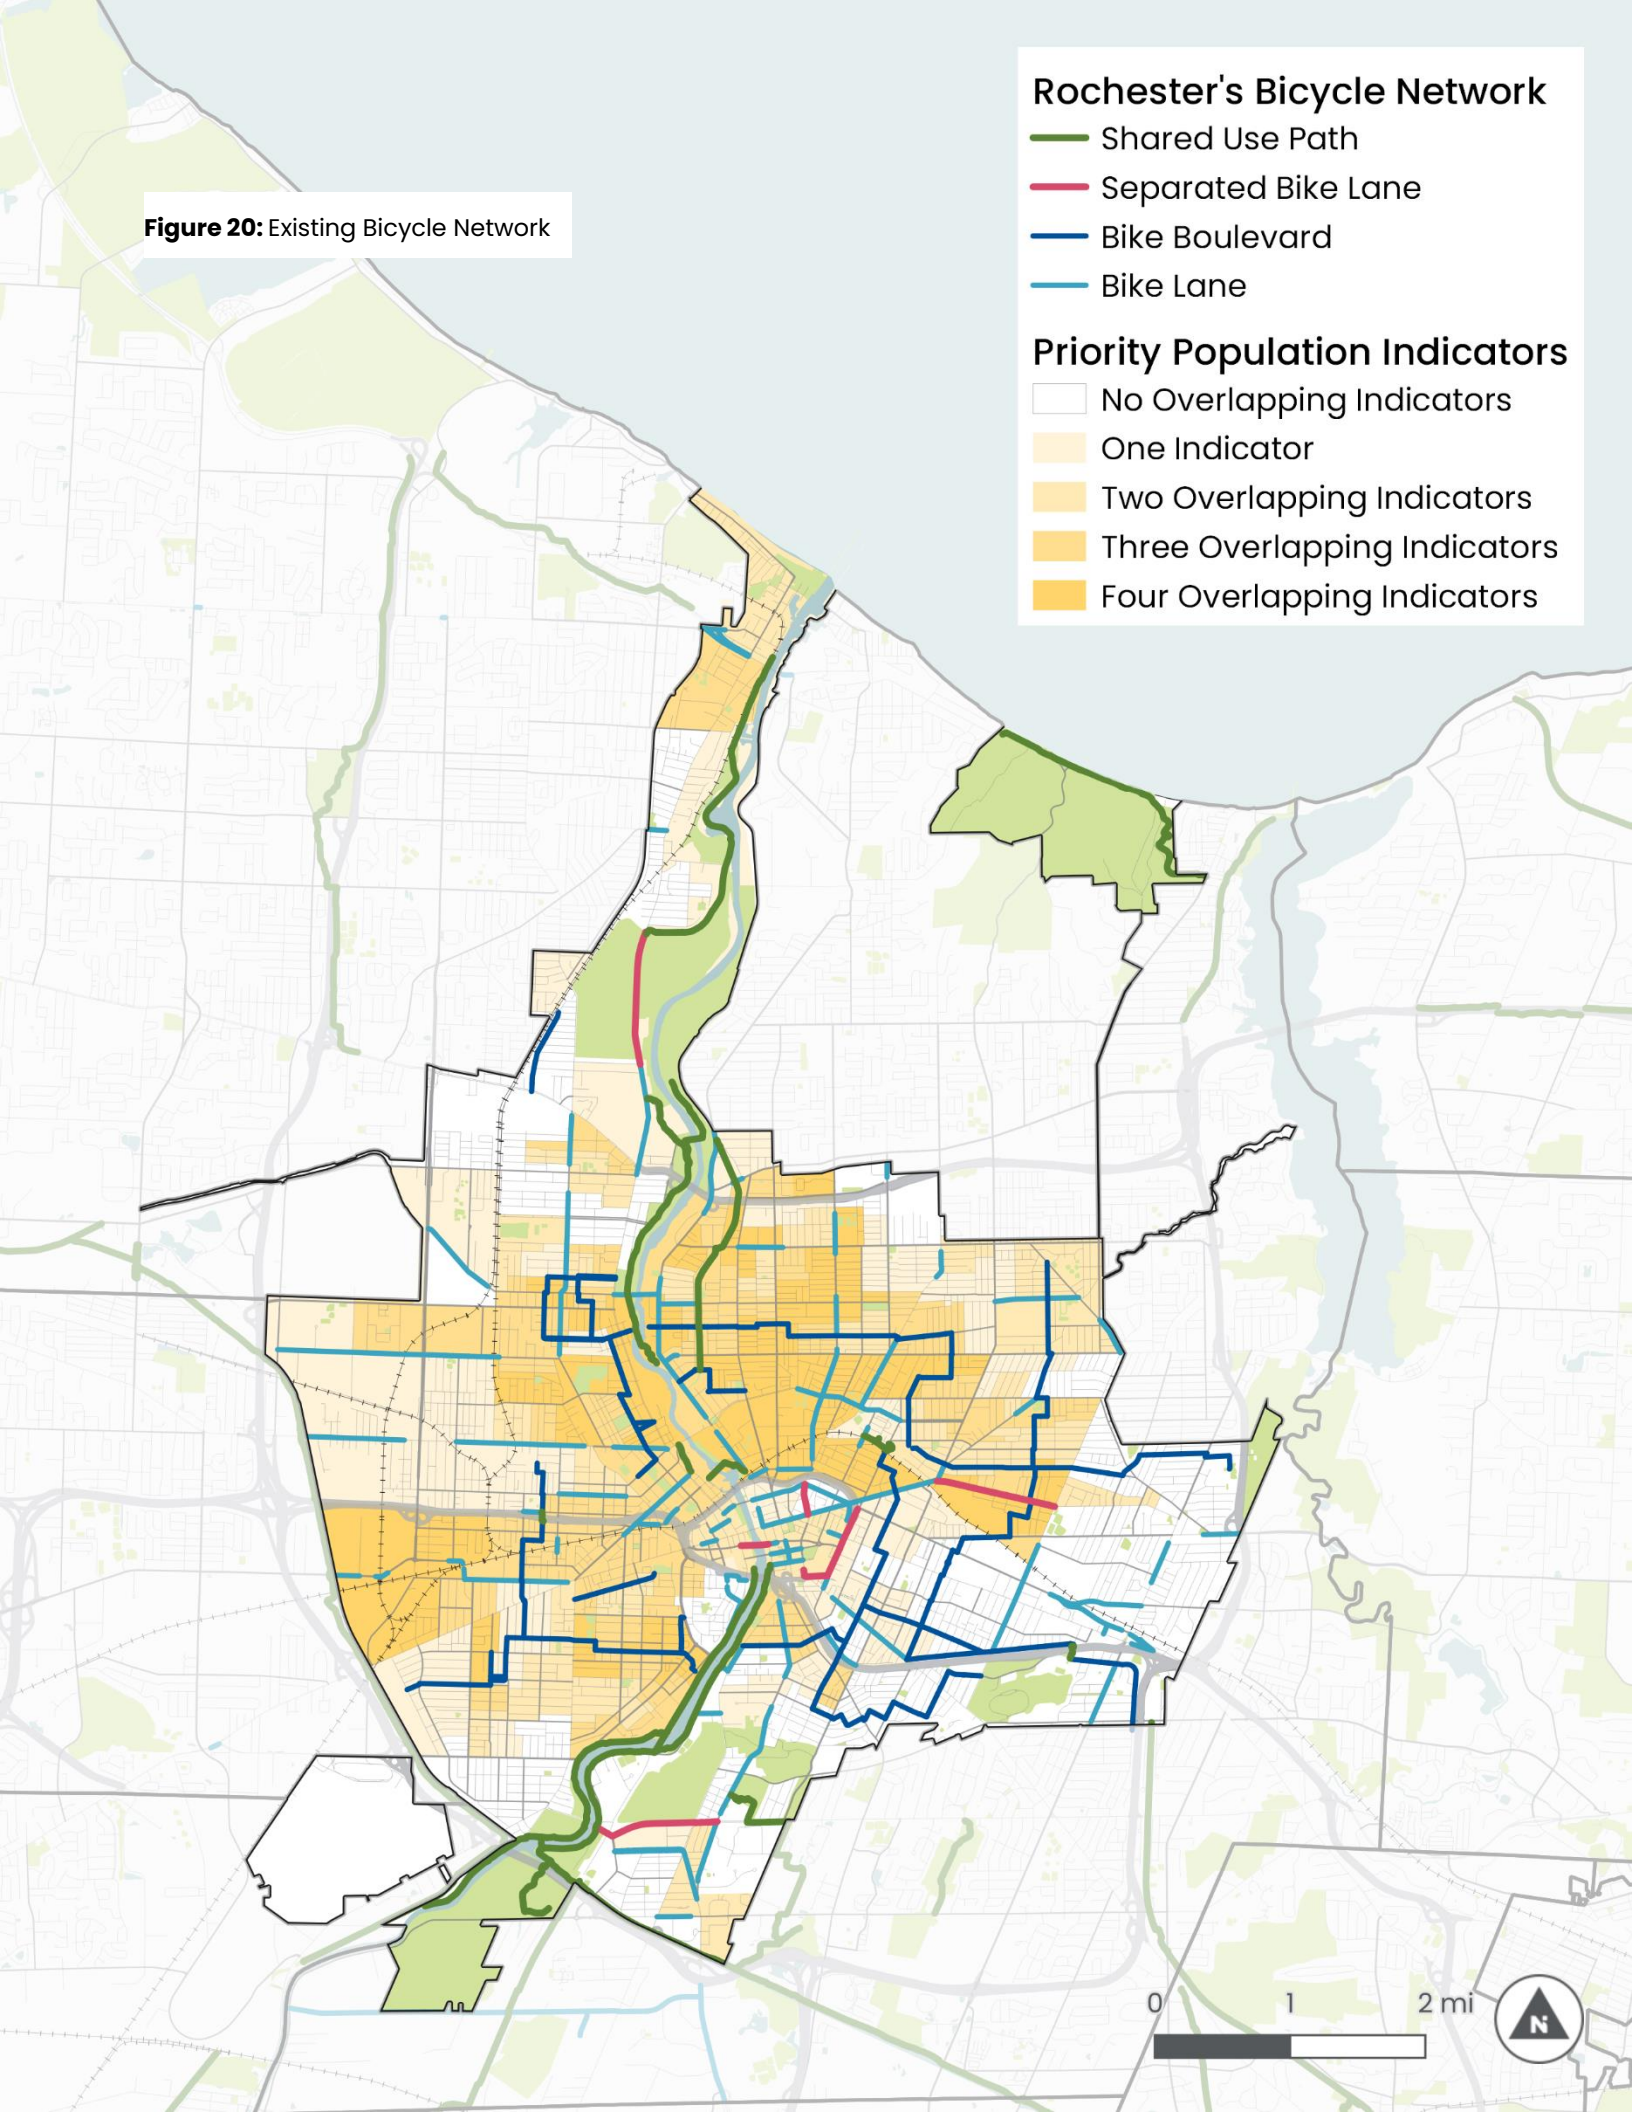 Rochester's Bicycle Network
Shared Use Path
Separated Bike Lane
Bike Boulevard
Bike Lane
Priority Population Indicators
No Overlapping Indicators
One Indicator
Two Overlapping Indicators
Three Overlapping Indicators
Four Overlapping Indicators
Figure 20: Existing Bicycle Network
0 1 2 mi
N